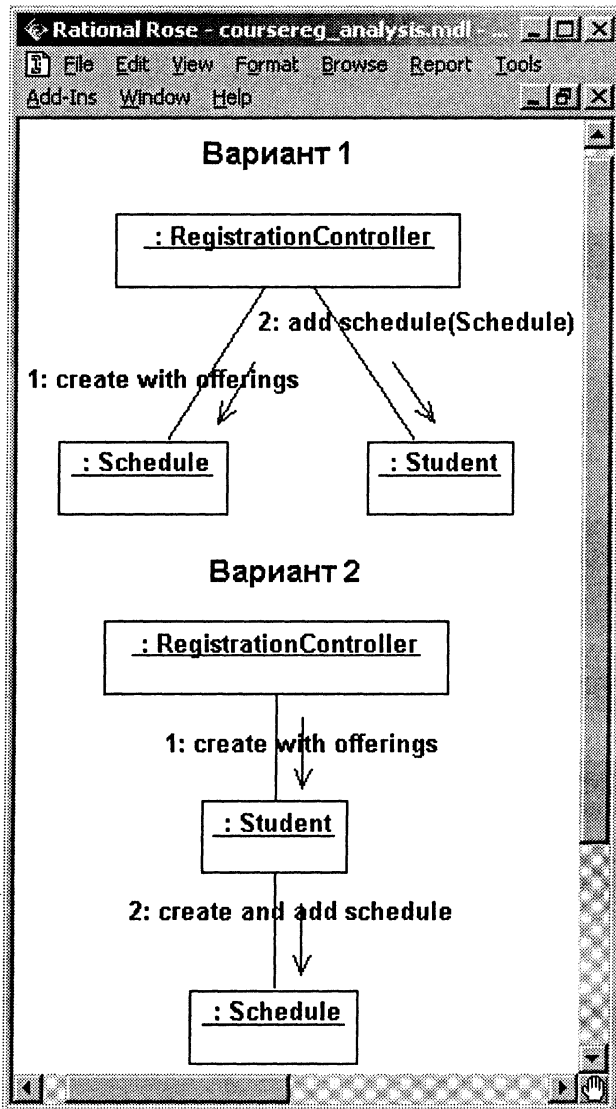 Rational Rose - coursereg_analysis.mdl - ...
File Edit View Format Browse Report Tools
Add-Ins Window Help
Вариант 1
: RegistrationController
2: add schedule(Schedule)
1: create with offerings
: Schedule
: Student
Вариант 2
: RegistrationController
1: create with offerings
: Student
2: create and add schedule
: Schedule